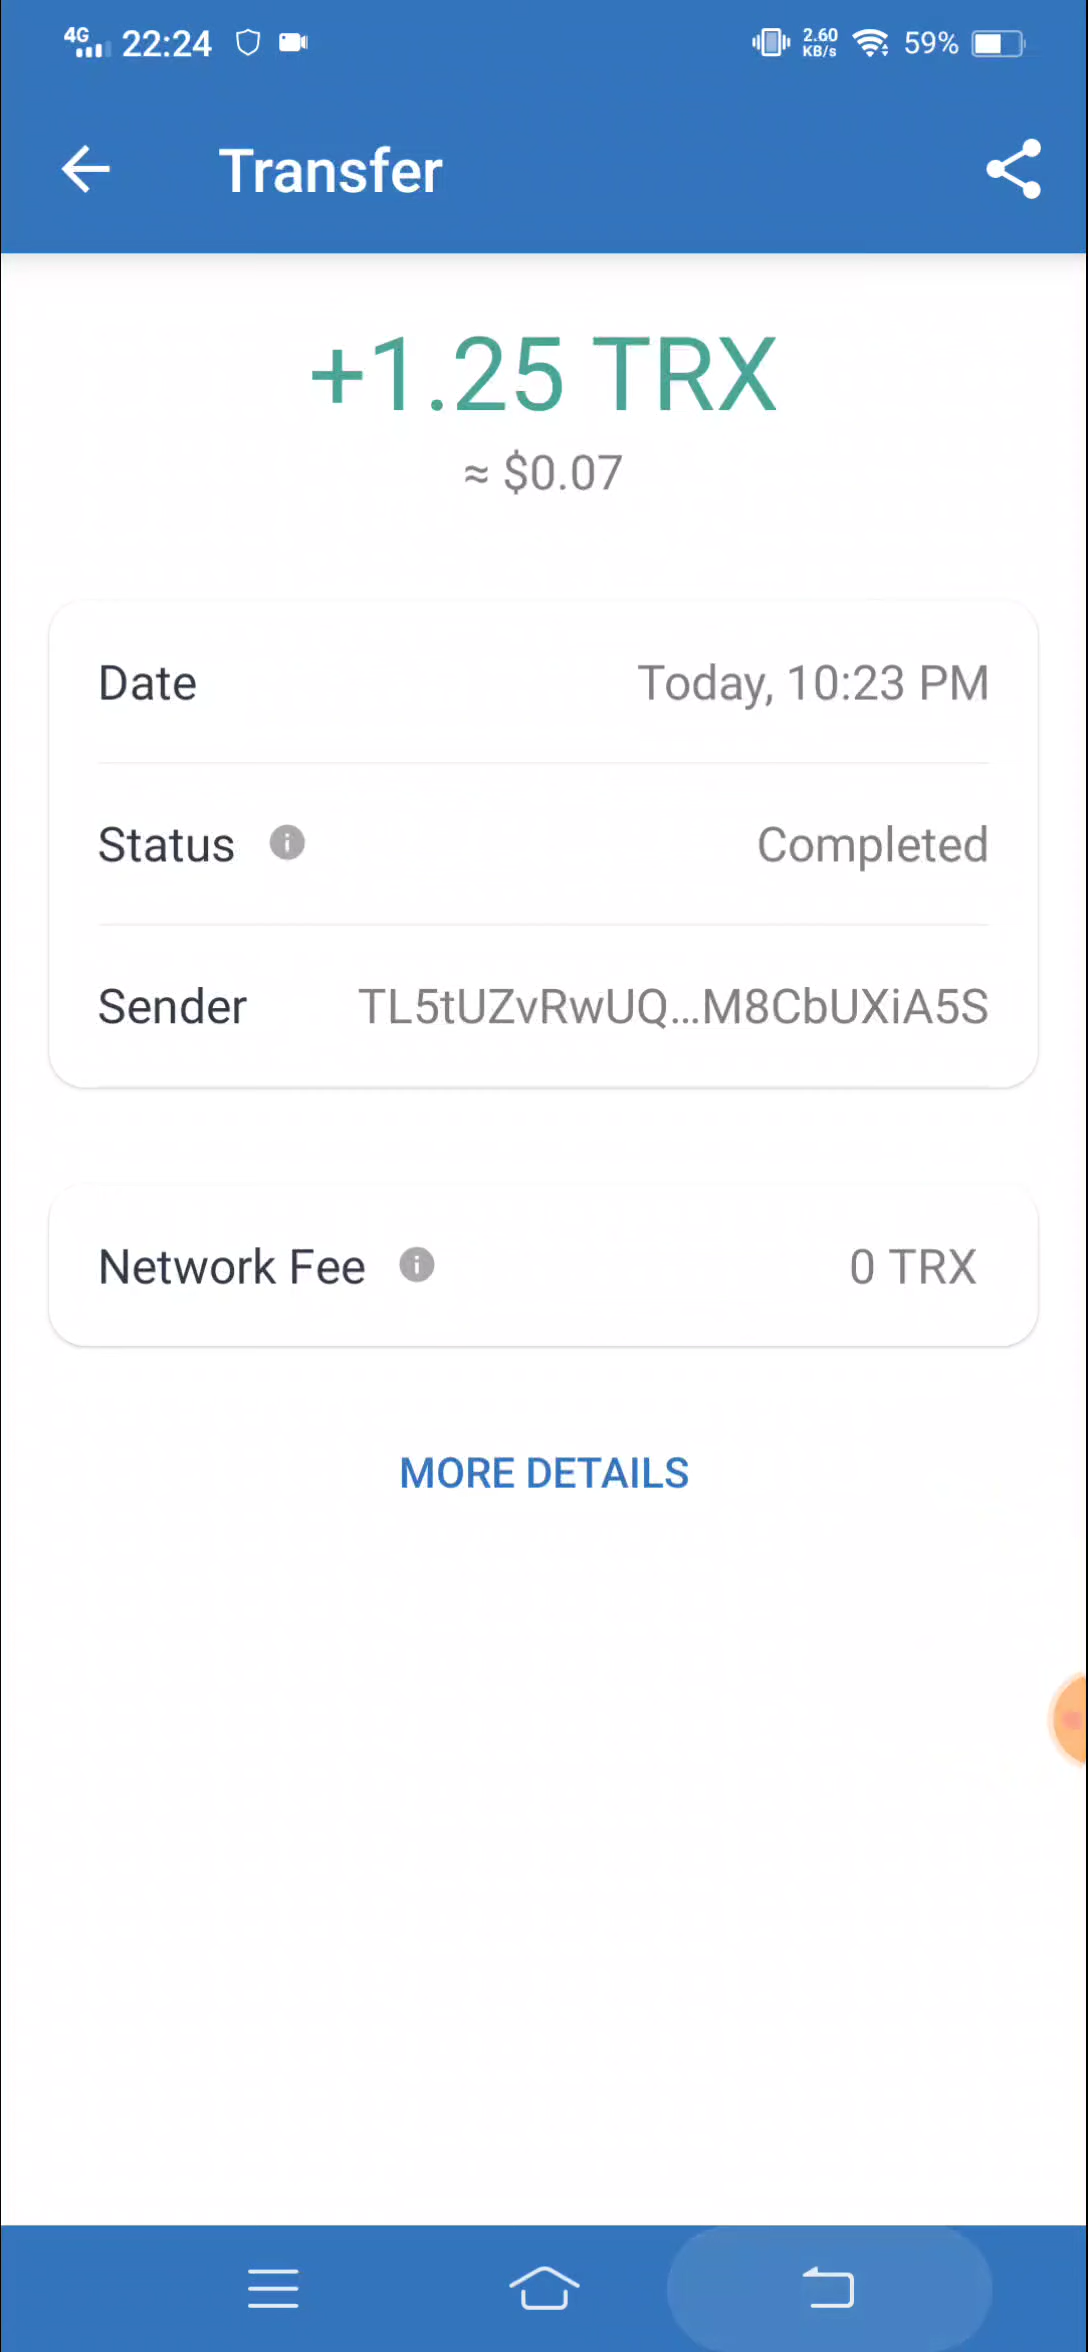 4G 22:24 2.60 KB/s 59%
Transfer
+1.25 TRX
≈ $0.07
Date Today, 10:23 PM
Status Completed
Sender TL5tUZvRwUQ...M8CbUXiA5S
Network Fee 0 TRX
MORE DETAILS